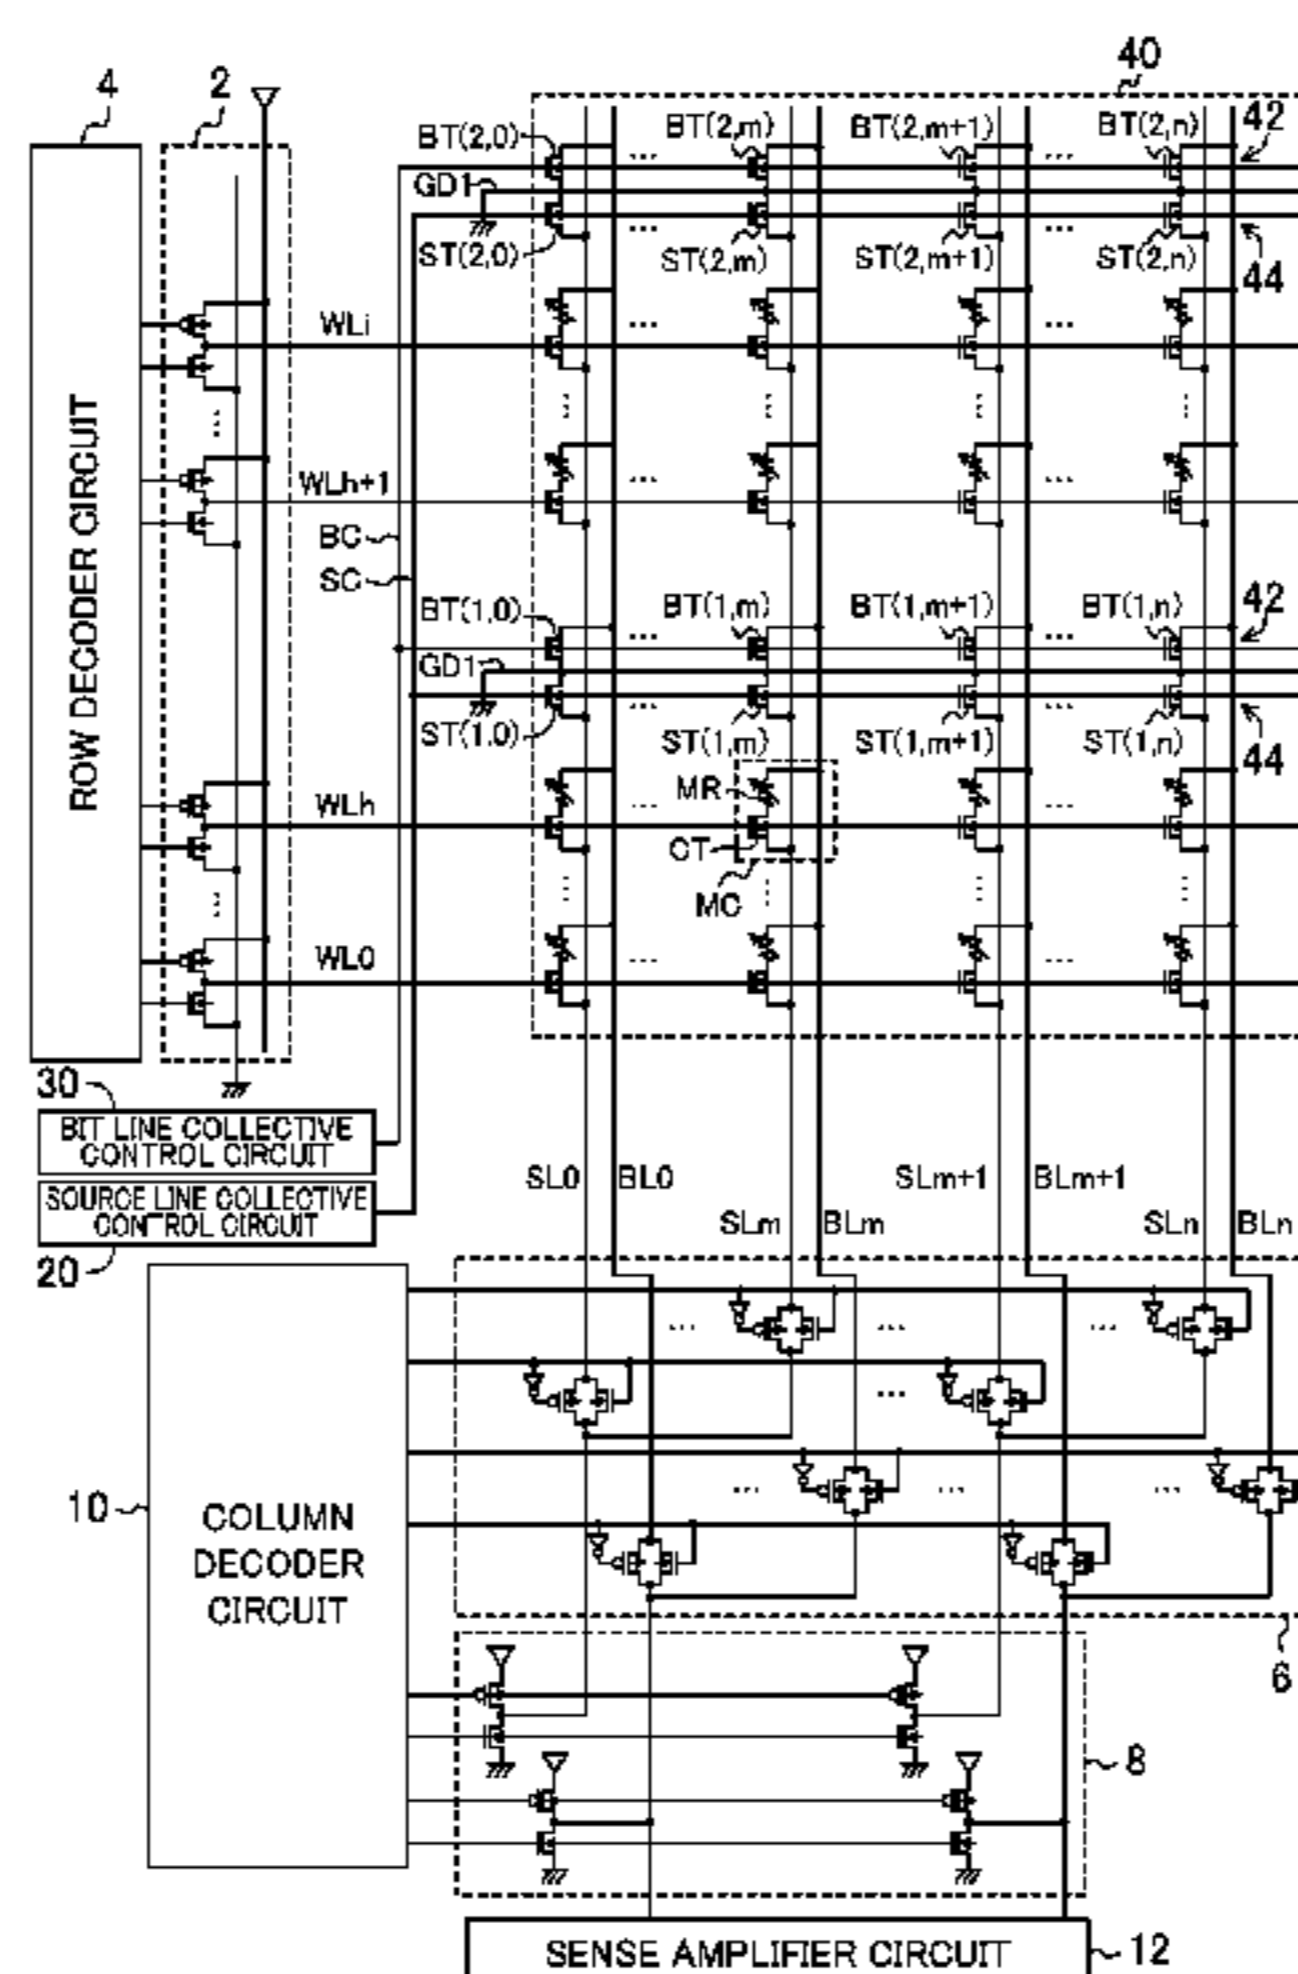 40
4
2
BT(2,0)
BT(2,m)
BT(2,m+1)
BT(2,n)
42
GD1
ST(2,0)
ST(2,m)
ST(2,m+1)
ST(2,n)
44
WLi
ROW DECODER CIRCUIT
WLh+1
BC
SC
BT(1,0)
BT(1,m)
BT(1,m+1)
BT(1,n)
42
GD1
ST(1,0)
ST(1,m)
ST(1,m+1)
ST(1,n)
44
WLh
MR
CT
MC
WL0
30
BIT LINE COLLECTIVE
CONTROL CIRCUIT
SOURCE LINE COLLECTIVE
CONTROL CIRCUIT
20
SL0
BL0
SLm+1
BLm+1
SLm
BLm
SLn
BLn
10
COLUMN
DECODER
CIRCUIT
6
8
SENSE AMPLIFIER CIRCUIT
12